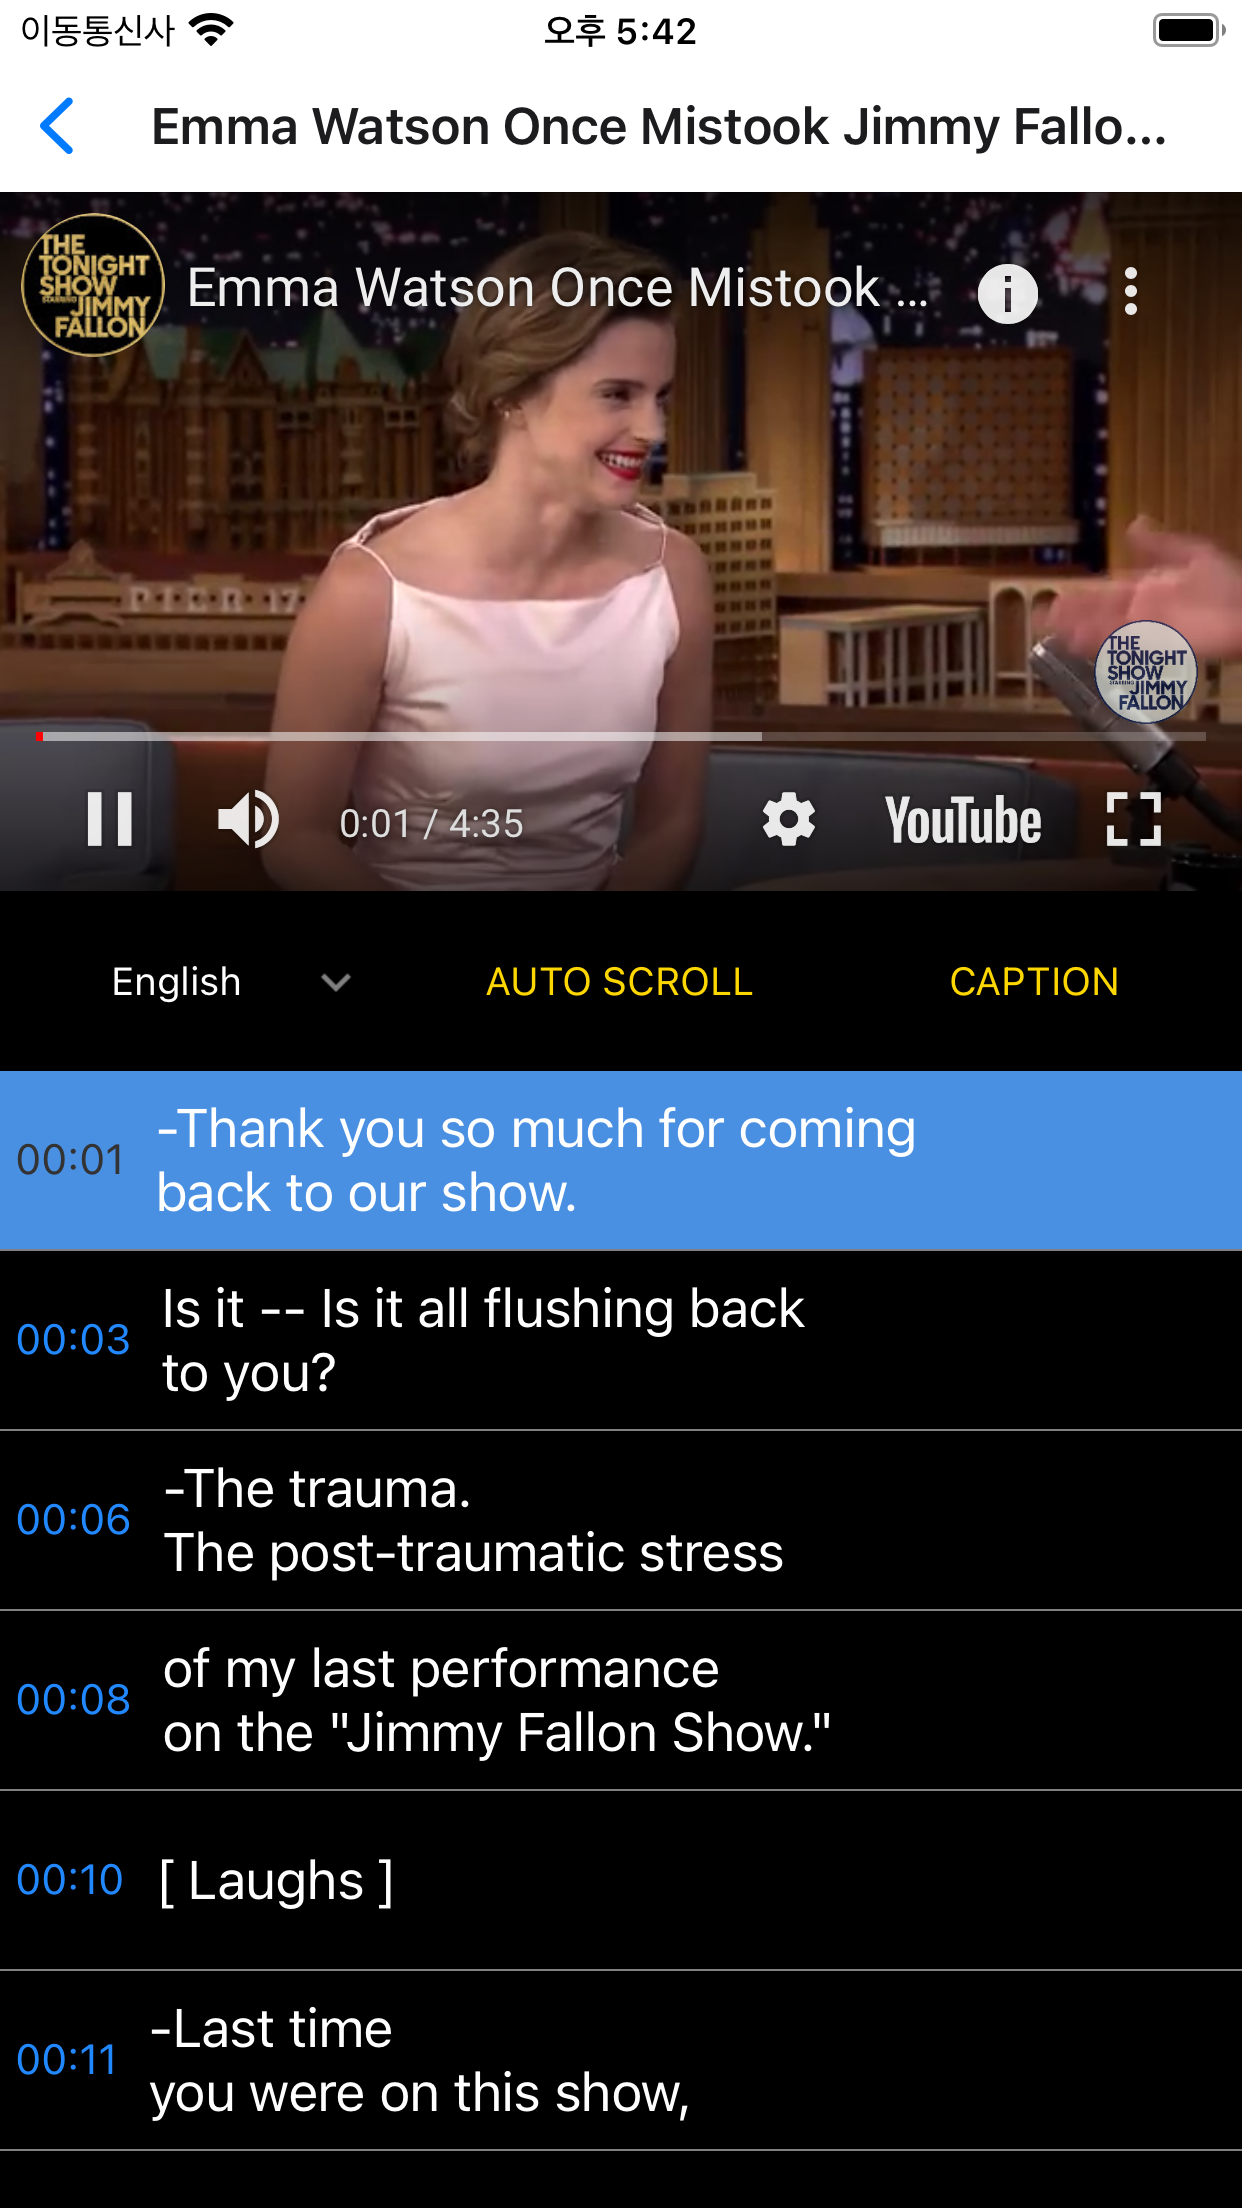 이동통신사
오후 5:42
Emma Watson Once Mistook Jimmy Fallo...
THE
TONIGHT
SHOW
STARRING
JIMMY
FALLON
Emma Watson Once Mistook ...
PIER 17
THE
TONIGHT
SHOW
STARRING
JIMMY
FALLON
0:01 / 4:35
YouTube
English
AUTO SCROLL
CAPTION
00:01
-Thank you so much for coming
back to our show.
00:03
Is it -- Is it all flushing back
to you?
00:06
-The trauma.
The post-traumatic stress
00:08
of my last performance
on the "Jimmy Fallon Show."
00:10
[ Laughs ]
00:11
-Last time
you were on this show,